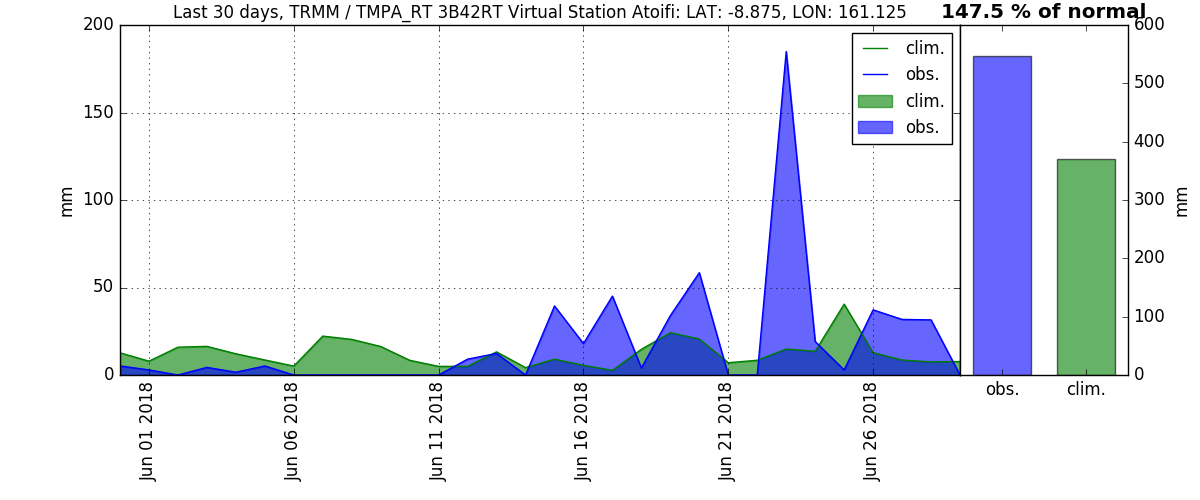 Last 30 days, TRMM / TMPA_RT 3B42RT Virtual Station Atoifi: LAT: -8.875, LON: 161.125
147.5 % of normal
200
150
100
50
0
mm
clim.
obs.
clim.
obs.
600
500
400
300
200
100
0
mm
obs.
clim.
Jun 01 2018
Jun 06 2018
Jun 11 2018
Jun 16 2018
Jun 21 2018
Jun 26 2018